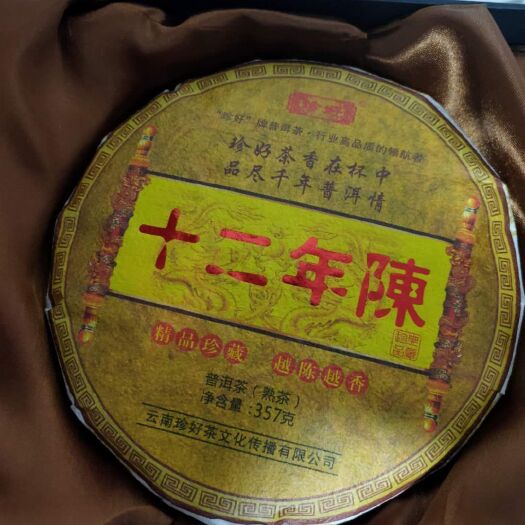 珍好
"珍好"牌普洱茶·行业高品质的领航者
珍好茶香在杯中
品尽千年普洱情
十二年陳
精品珍藏 越陈越香
普洱茶（熟茶）
净含量:357克
云南珍好茶文化传播有限公司